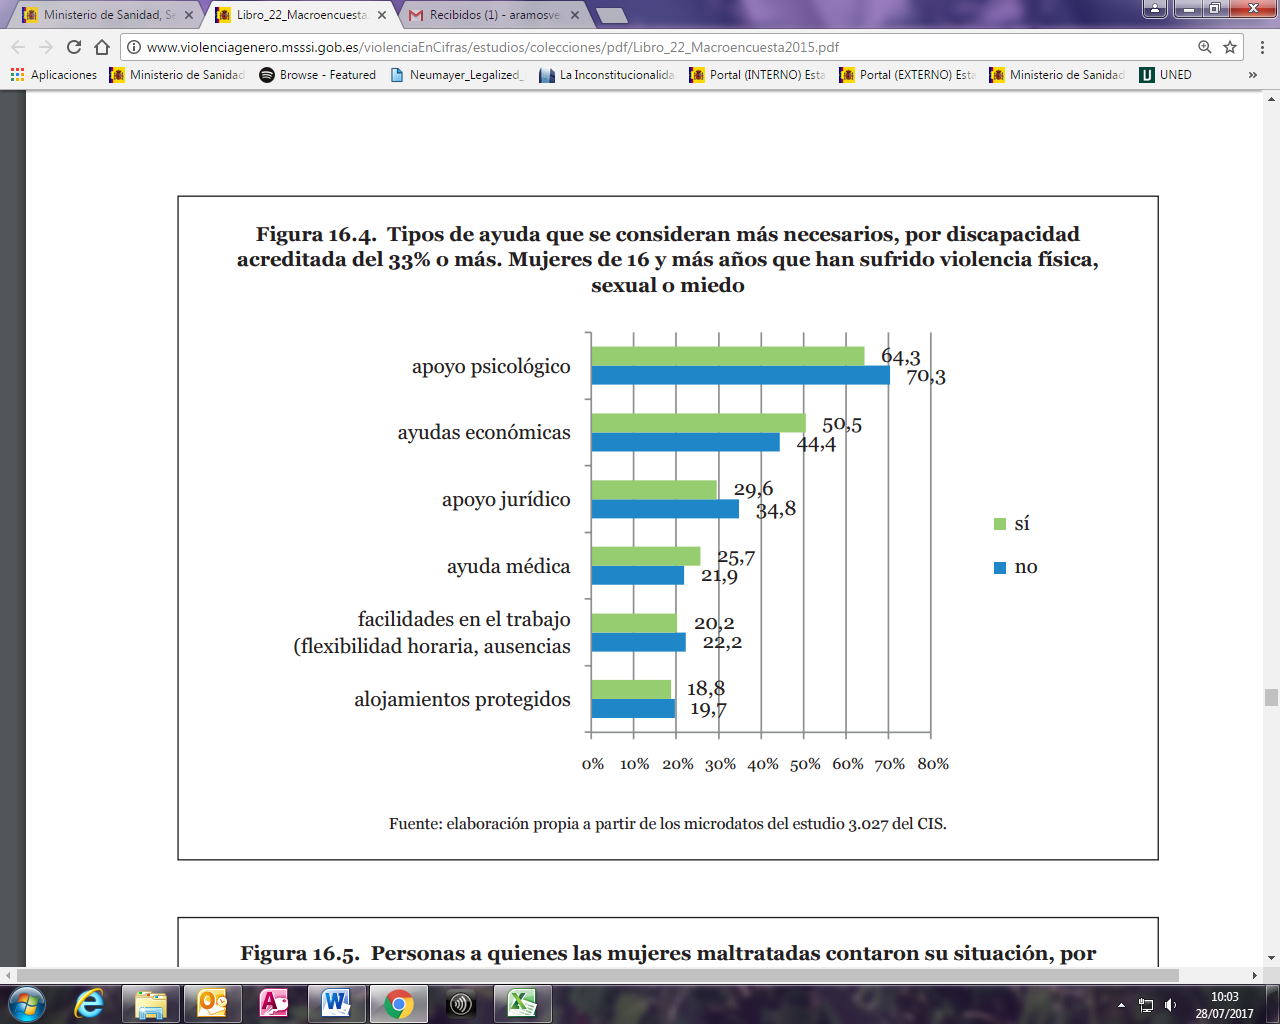 Ministerio de Sanidad, Se
Libro_22_Macroencuesta
Recibidos (1) - aramosve
www.violenciagenero.msssi.gob.es/violenciaEnCifras/estudios/colecciones/pdf/Libro_22_Macroencuesta2015.pdf
Aplicaciones
Ministerio de Sanidad
Browse - Featured
Neumayer_Legalized_
La Inconstitucionalida
Portal (INTERNO) Esta
Portal (EXTERNO) Esta
Ministerio de Sanidad
UNED
»
Figura 16.4. Tipos de ayuda que se consideran más necesarios, por discapacidad
acreditada del 33% o más. Mujeres de 16 y más años que han sufrido violencia física,
sexual o miedo
apoyo psicológico
64,3
70,3
ayudas económicas
50,5
44,4
apoyo jurídico
29,6
34,8
ayuda médica
25,7
21,9
facilidades en el trabajo
(flexibilidad horaria, ausencias
20,2
22,2
alojamientos protegidos
18,8
19,7
sí
no
0% 10% 20% 30% 40% 50% 60% 70% 80%
Fuente: elaboración propia a partir de los microdatos del estudio 3.027 del CIS.
Figura 16.5. Personas a quienes las mujeres maltratadas contaron su situación, por
10:03
28/07/2017